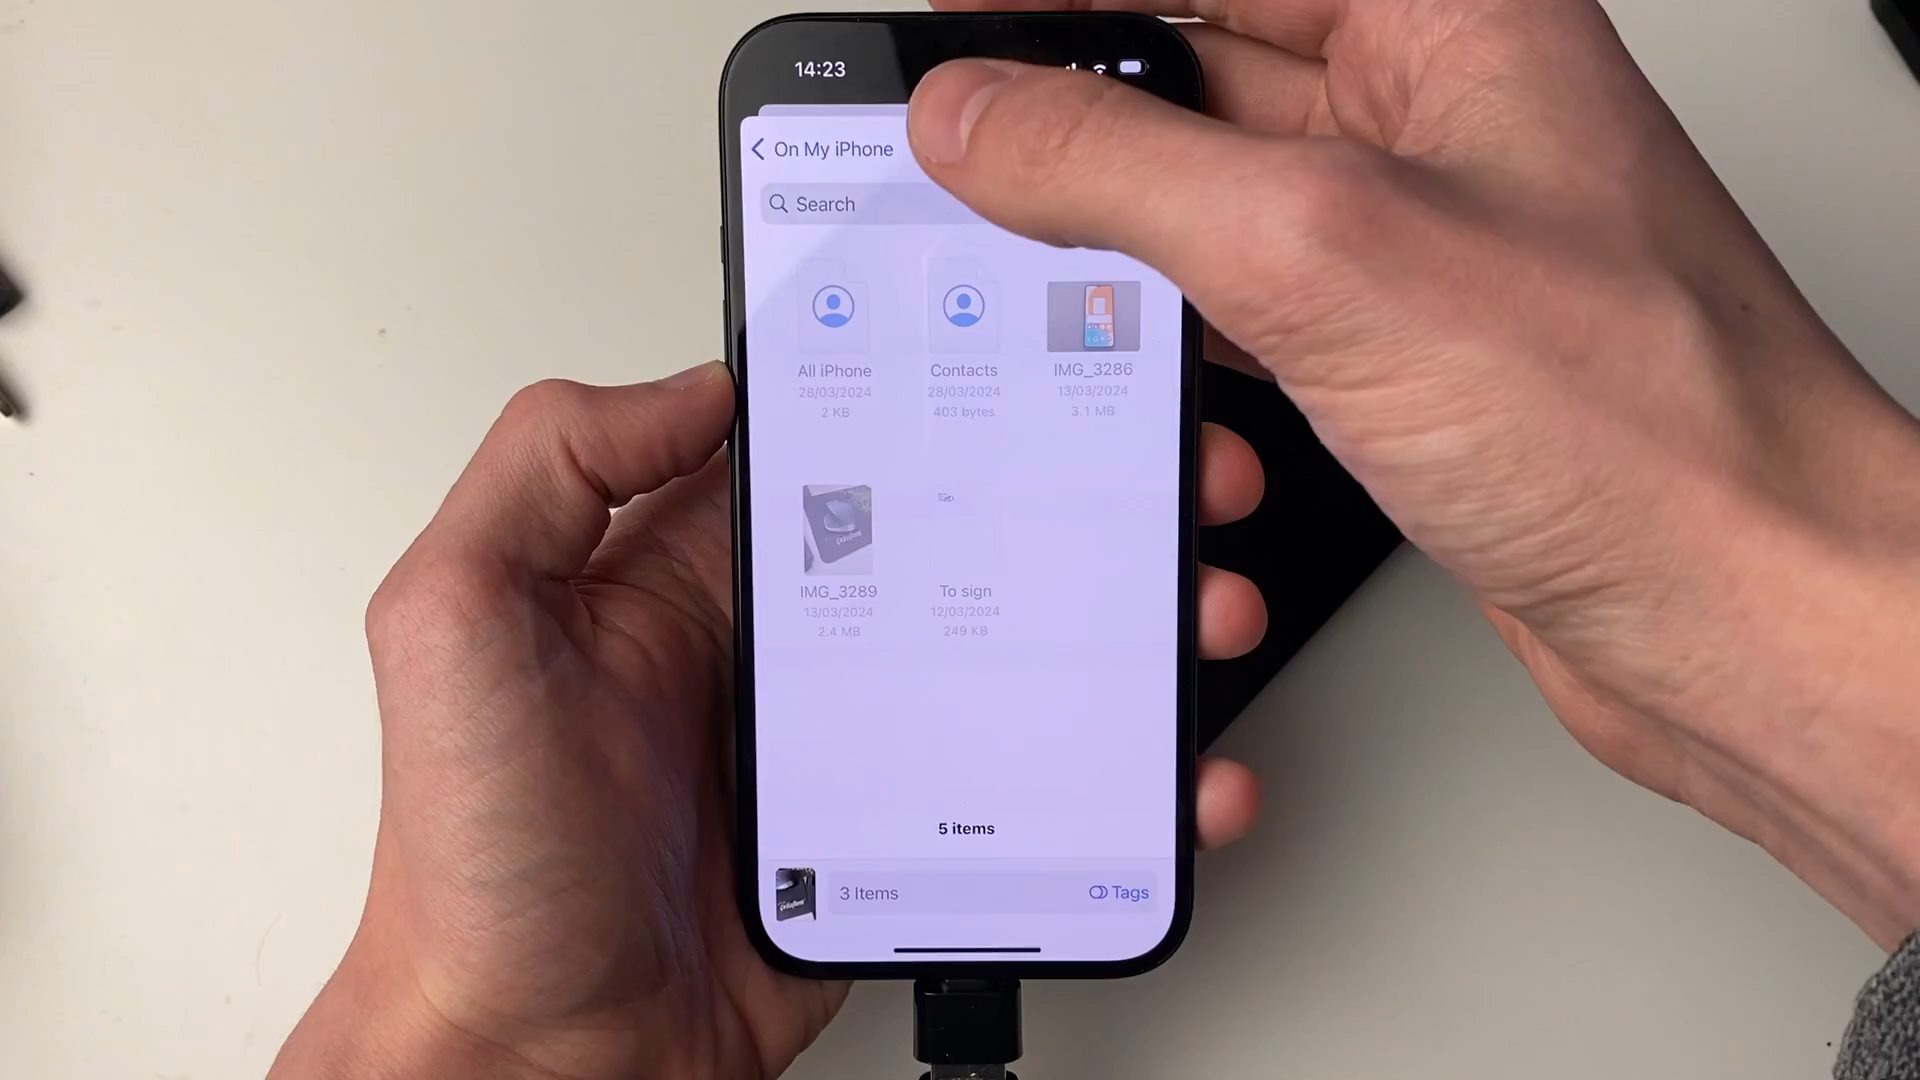 14:23
On My iPhone
Search
All iPhone
28/03/2024
2 KB
Contacts
28/03/2024
403 bytes
IMG_3286
13/03/2024
3.1 MB
IMG_3289
13/03/2024
2.4 MB
To sign
12/03/2024
249 KB
5 items
3 Items
Tags